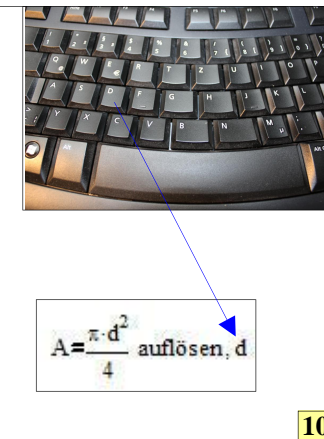 Q W E R T Z U I O
A S D F G H J K L
Y X C V B N M µ
Alt
A=π·d²/4 auflösen, d
10